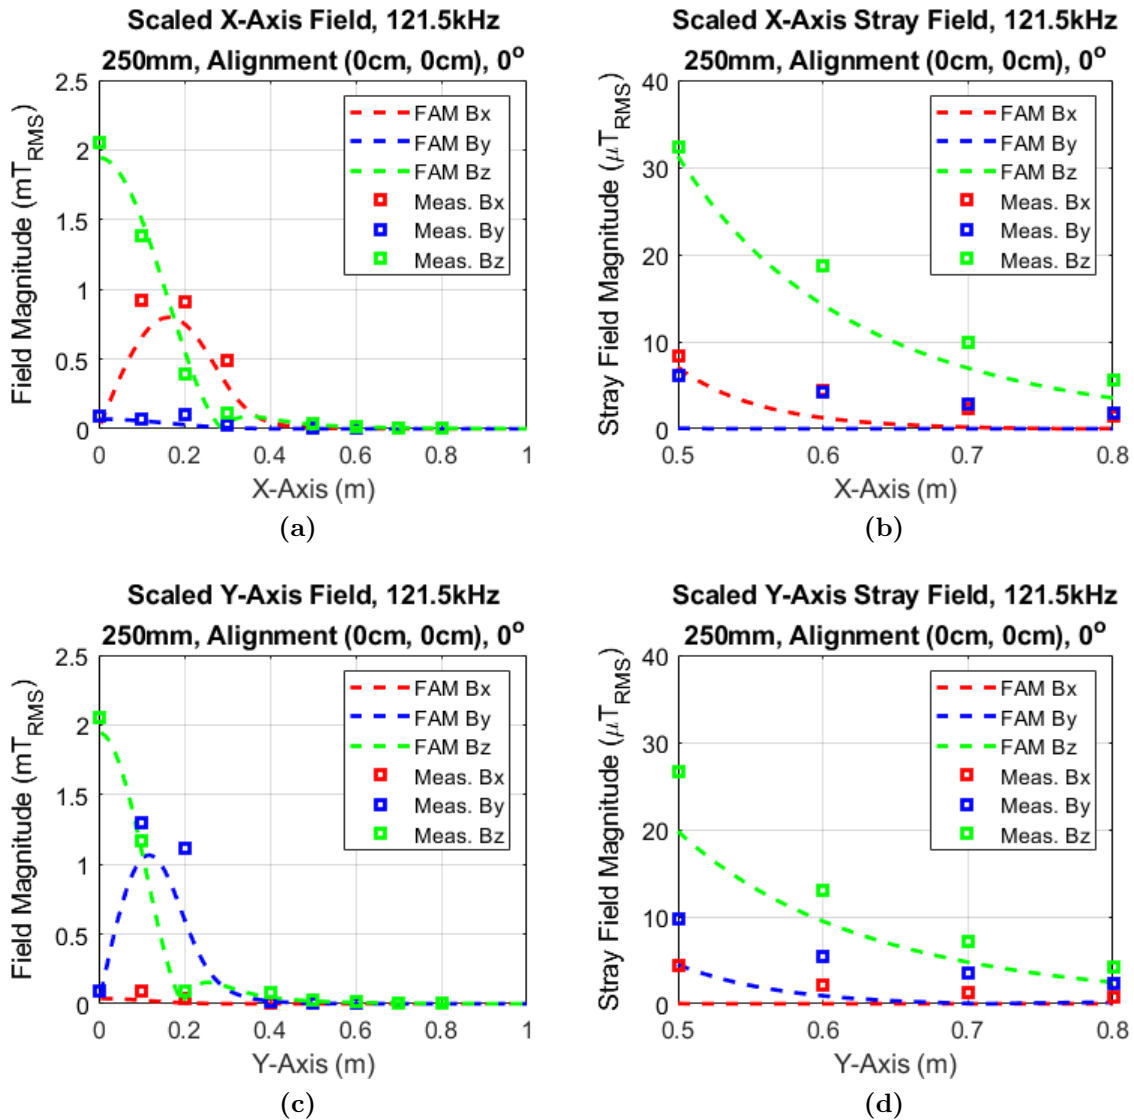 Scaled X-Axis Field, 121.5kHz
250mm, Alignment (0cm, 0cm), 0°
Field Magnitude (mT_RMS)
2.5
2
1.5
1
0.5
0
FAM Bx
FAM By
FAM Bz
Meas. Bx
Meas. By
Meas. Bz
0 0.2 0.4 0.6 0.8 1
X-Axis (m)
(a)
Scaled X-Axis Stray Field, 121.5kHz
250mm, Alignment (0cm, 0cm), 0°
Stray Field Magnitude (μT_RMS)
40
30
20
10
0
FAM Bx
FAM By
FAM Bz
Meas. Bx
Meas. By
Meas. Bz
0.5 0.6 0.7 0.8
X-Axis (m)
(b)
Scaled Y-Axis Field, 121.5kHz
250mm, Alignment (0cm, 0cm), 0°
Field Magnitude (mT_RMS)
2.5
2
1.5
1
0.5
0
FAM Bx
FAM By
FAM Bz
Meas. Bx
Meas. By
Meas. Bz
0 0.2 0.4 0.6 0.8 1
Y-Axis (m)
(c)
Scaled Y-Axis Stray Field, 121.5kHz
250mm, Alignment (0cm, 0cm), 0°
Stray Field Magnitude (μT_RMS)
40
30
20
10
0
FAM Bx
FAM By
FAM Bz
Meas. Bx
Meas. By
Meas. Bz
0.5 0.6 0.7 0.8
Y-Axis (m)
(d)